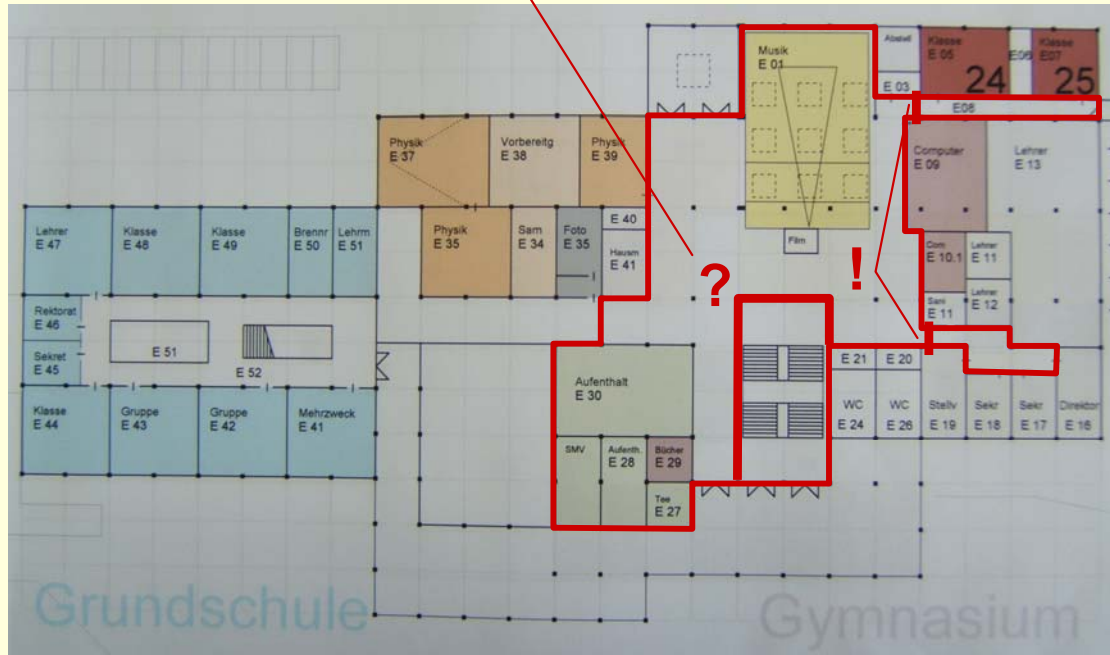 Musik
E 01
Abstell
E 03
Klasse
E 05
24
E06
Klasse
E07
25
E08
Physik
E 37
Vorbereitg
E 38
Physik
E 39
Computer
E 09
Lehrer
E 13
Lehrer
E 47
Klasse
E 48
Klasse
E 49
Brennr
E 50
Lehrm
E 51
Physik
E 35
Sam
E 34
Foto
E 35
E 40
Hausm
E 41
Film
?
!
Com
E 10.1
Lehrer
E 11
Sani
E 11
Lehrer
E 12
Rektorat
E 46
Sekret
E 45
E 51
E 52
Aufenthalt
E 30
E 21
E 20
Klasse
E 44
Gruppe
E 43
Gruppe
E 42
Mehrzweck
E 41
WC
E 24
WC
E 26
Stellv
E 19
Sekr
E 18
Sekr
E 17
Direktor
E 16
SMV
Aufenth.
E 28
Bücher
E 29
Tee
E 27
Grundschule
Gymnasium